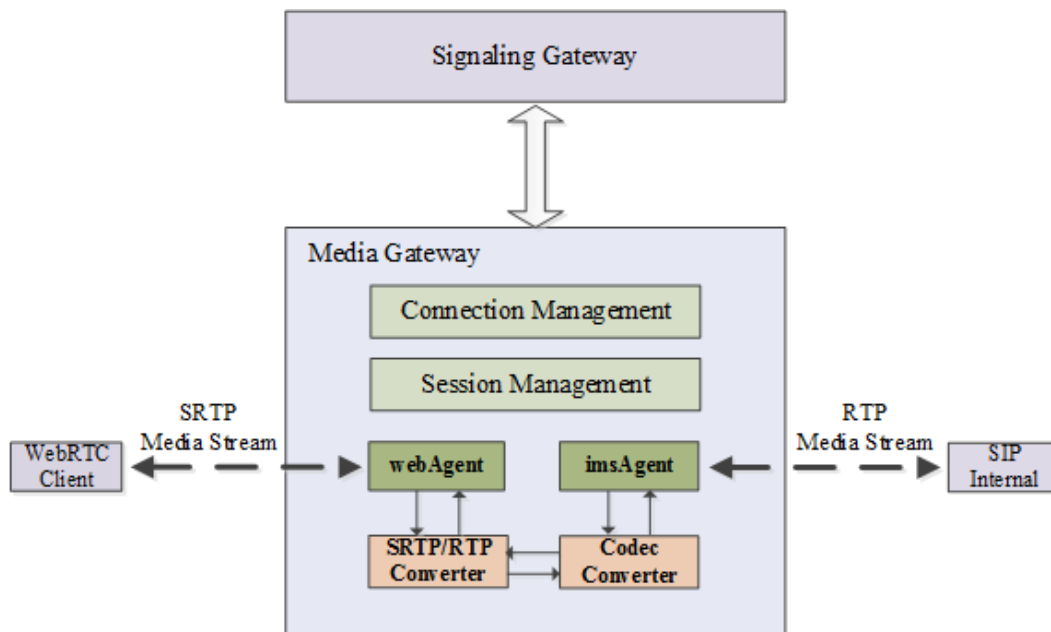 Signaling Gateway
Media Gateway
Connection Management
Session Management
SRTP
Media Stream
RTP
Media Stream
WebRTC
Client
webAgent
imsAgent
SIP
Internal
SRTP/RTP
Converter
Codec
Converter